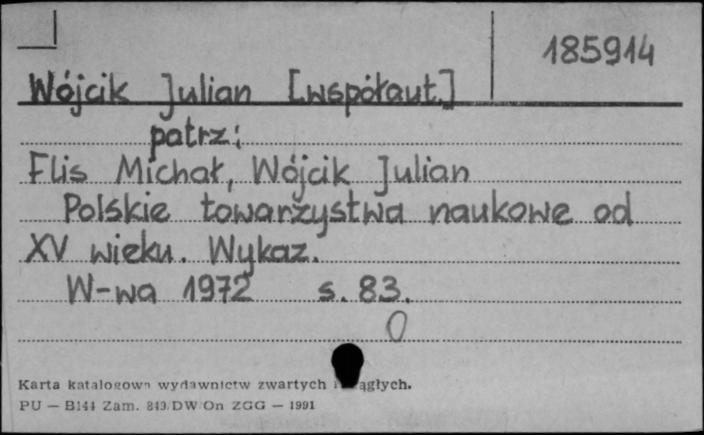 185914
Wójcik Julian [współaut.]
patrz:
Flis Michał, Wójcik Julian
Polskie towarzystwa naukowe od
XV wieku. Wykaz.
W-wa 1972 s. 83.
0
Karta katalogowa wydawnictw zwartych i ciągłych.
PU — B144 Zam. 849/DW/On ZGG — 1991